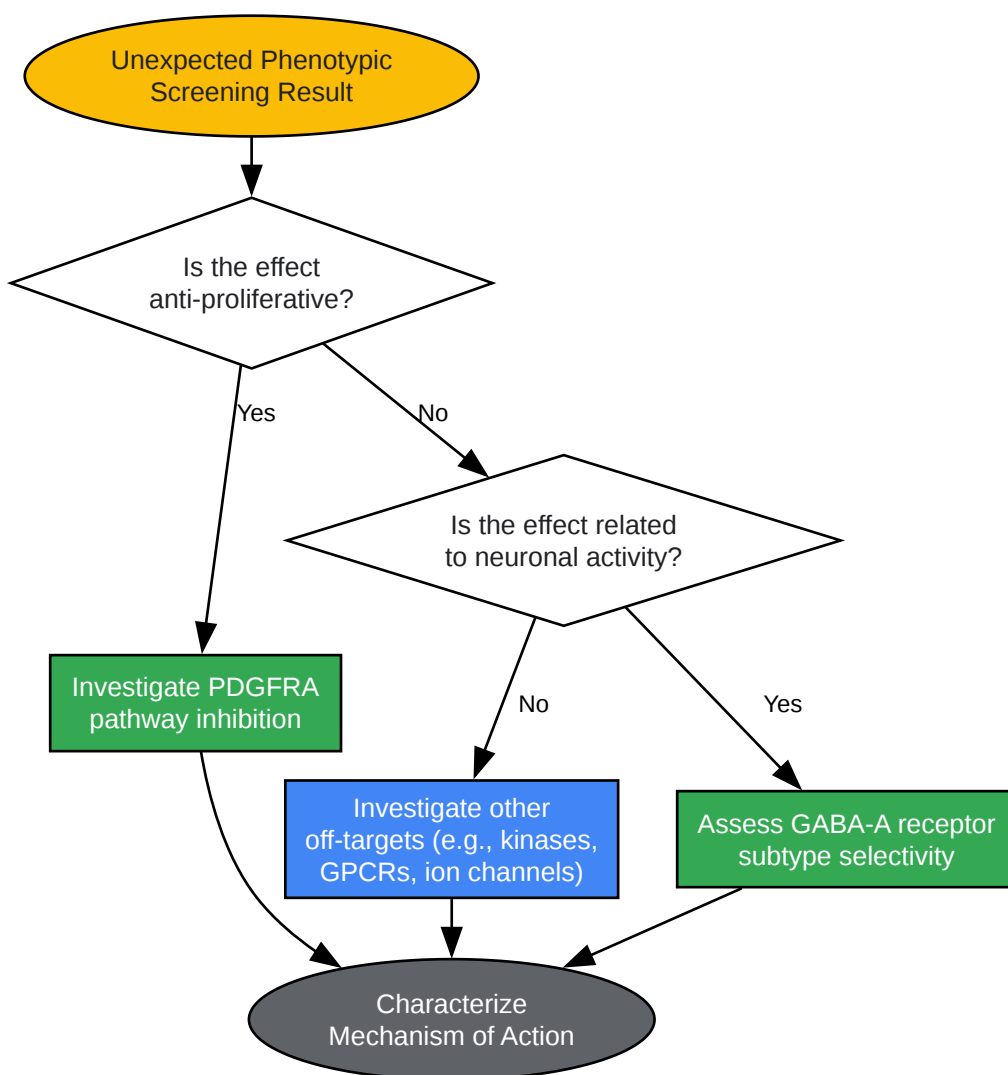 Unexpected Phenotypic
Screening Result
Is the effect
anti-proliferative?
Yes
No
Is the effect related
to neuronal activity?
Investigate PDGFRA
pathway inhibition
No
Yes
Investigate other
off-targets (e.g., kinases,
GPCRs, ion channels)
Assess GABA-A receptor
subtype selectivity
Characterize
Mechanism of Action